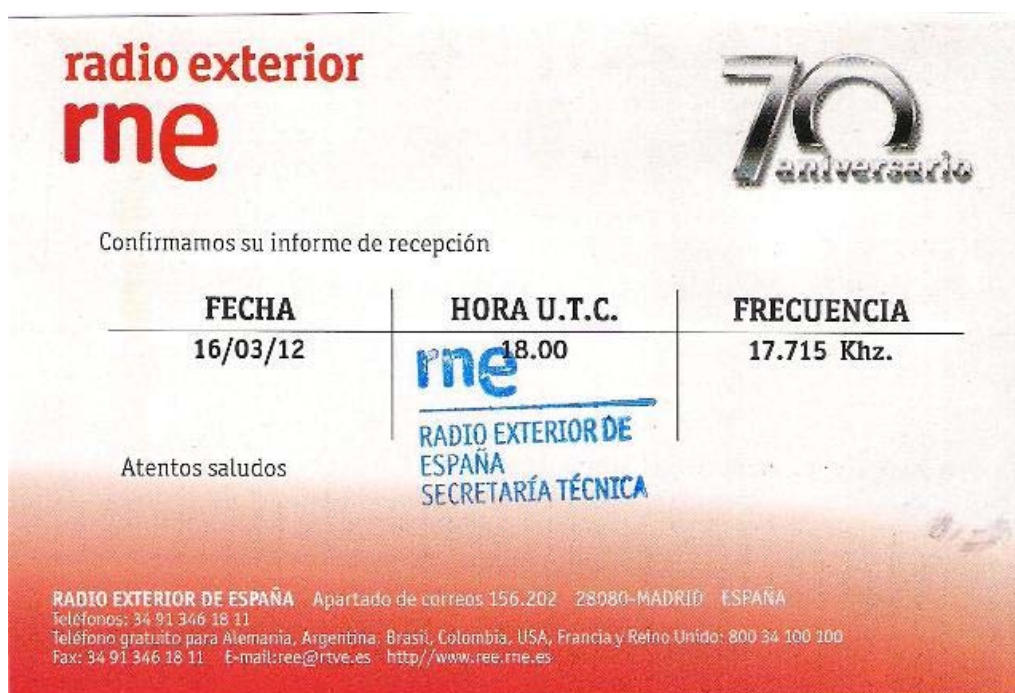 radio exterior
rne
70
aniversario
Confirmamos su informe de recepción
FECHA HORA U.T.C. FRECUENCIA
16/03/12 18.00 17.715 Khz.
rne
RADIO EXTERIOR DE
ESPAÑA
SECRETARÍA TÉCNICA
Atentos saludos
RADIO EXTERIOR DE ESPAÑA Apartado de correos 156.202 28080-MADRID ESPAÑA
Teléfonos: 34 91 346 18 11
Teléfono gratuito para Alemania, Argentina, Brasil, Colombia, USA, Francia y Reino Unido: 800 34 100 100
Fax: 34 91 346 18 11 E-mail:ree@rtve.es http//www.ree.rne.es